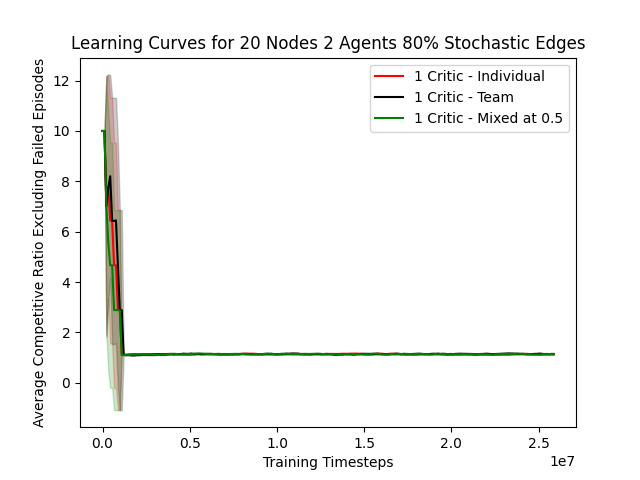 Learning Curves for 20 Nodes 2 Agents 80% Stochastic Edges
Average Competitive Ratio Excluding Failed Episodes
12
10
8
6
4
2
0
1 Critic - Individual
1 Critic - Team
1 Critic - Mixed at 0.5
0.0 0.5 1.0 1.5 2.0 2.5
1e7
Training Timesteps